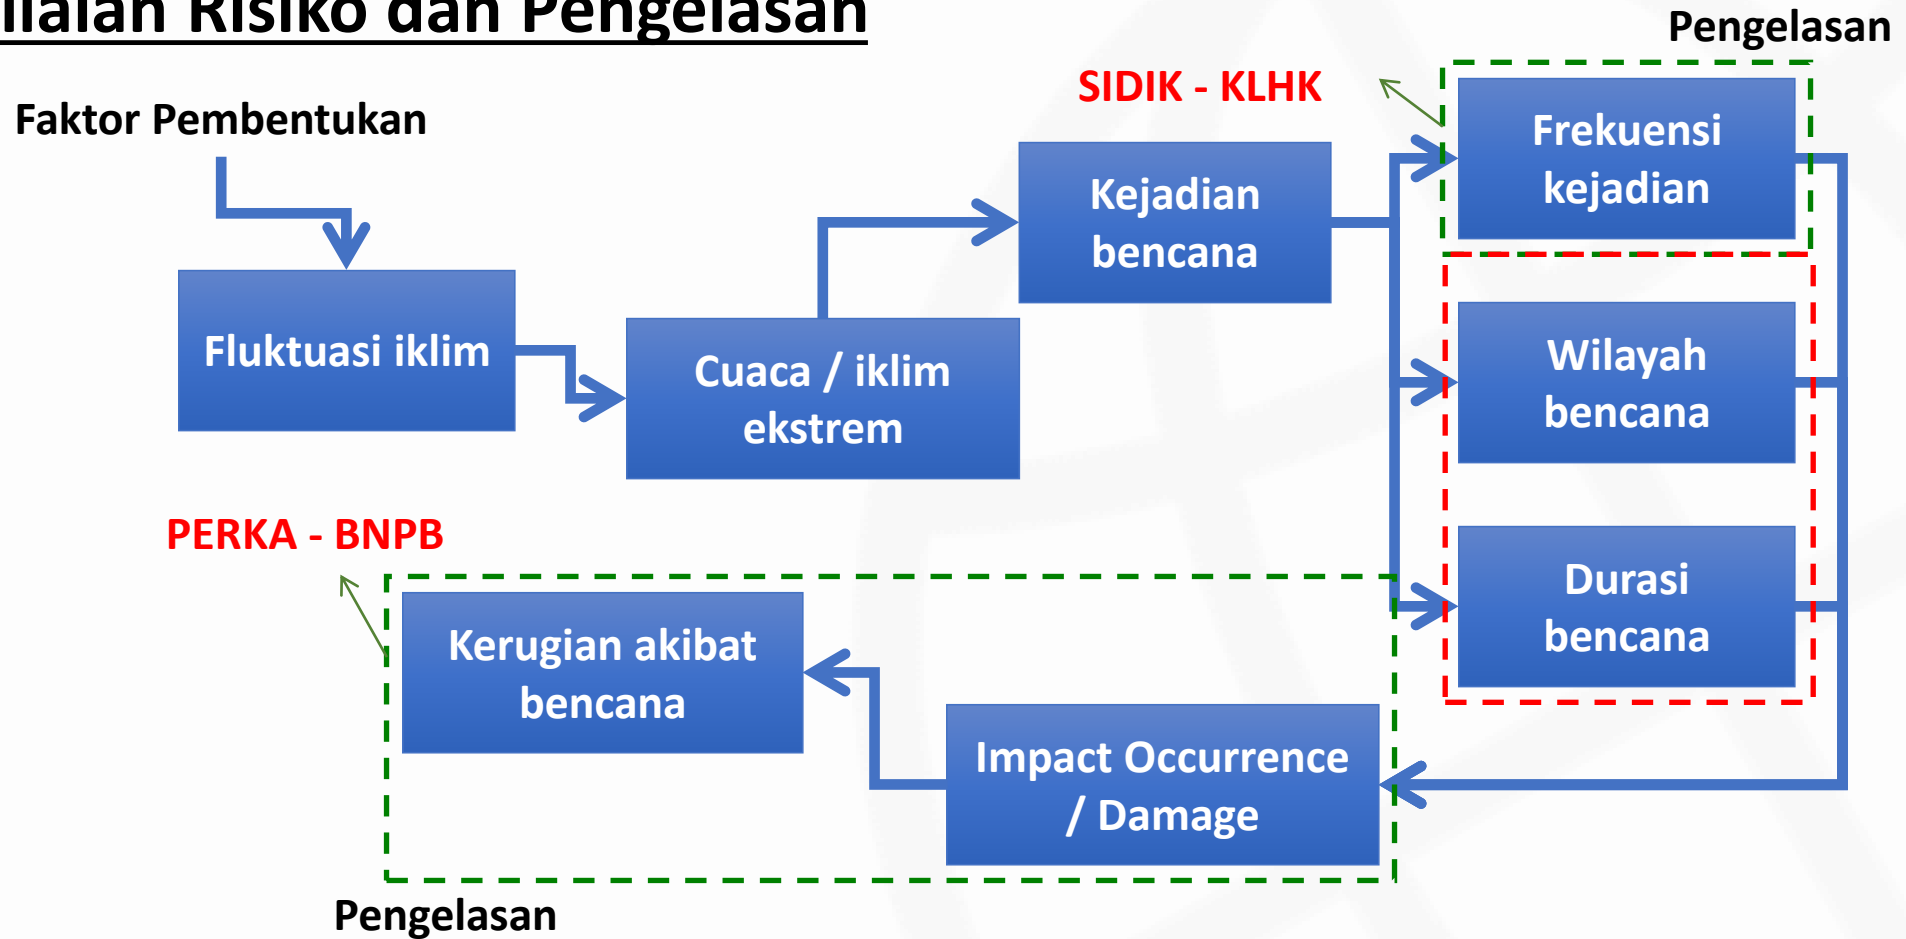 Risiko dan Pengelasan
Pengelasan
SIDIK - KLHK
Faktor Pembentukan
Frekuensi
kejadian
Kejadian
bencana
Fluktuasi iklim
Cuaca / iklim
ekstrem
Wilayah
bencana
PERKA - BNPB
Durasi
bencana
Kerugian akibat
bencana
Impact Occurrence
/ Damage
Pengelasan